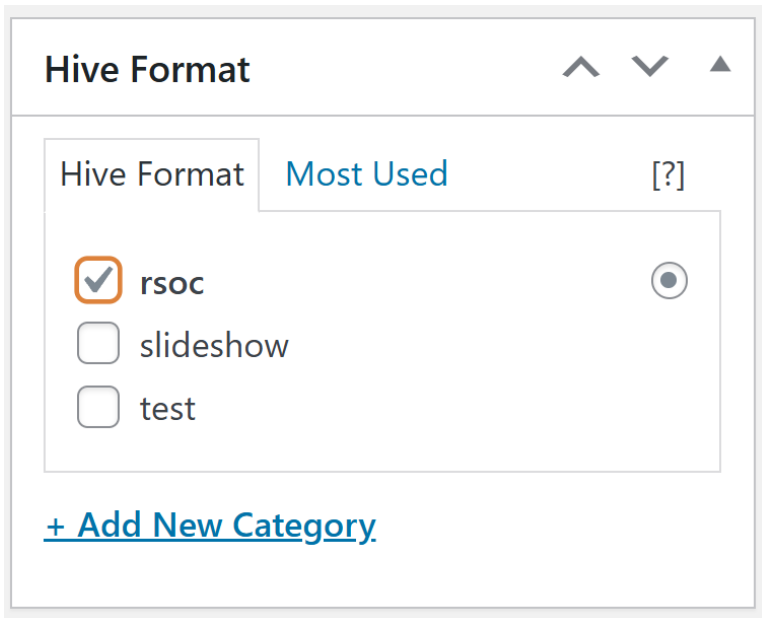 Hive Format
Hive Format Most Used [?]
rsoc
slideshow
test
+ Add New Category